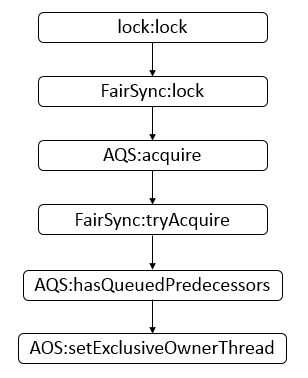 lock:lock
FairSync:lock
AQS:acquire
FairSync:tryAcquire
AQS:hasQueuedPredecessors
AOS:setExclusiveOwnerThread